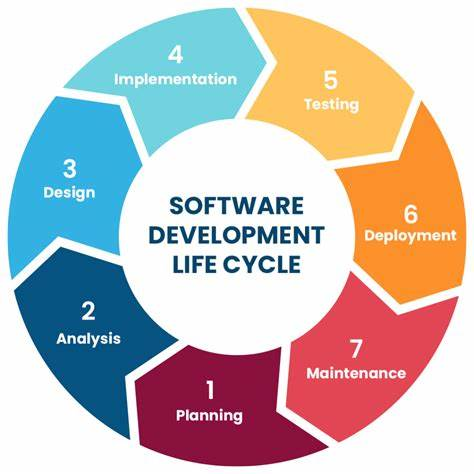 SOFTWARE
DEVELOPMENT
LIFE CYCLE
1
Planning
2
Analysis
3
Design
4
Implementation
5
Testing
6
Deployment
7
Maintenance